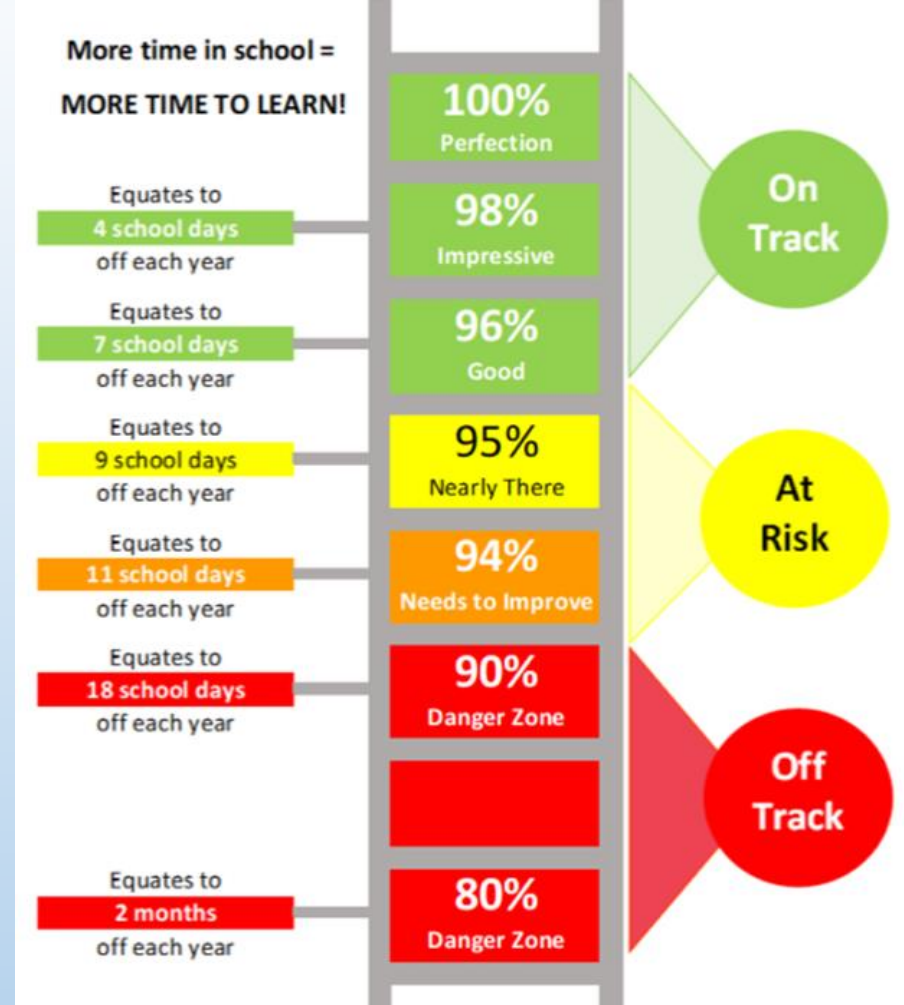 More time in school =
MORE TIME TO LEARN!
100%
Perfection
Equates to
4 school days
off each year
98%
Impressive
On
Track
Equates to
7 school days
off each year
96%
Good
Equates to
9 school days
off each year
95%
Nearly There
At
Risk
Equates to
11 school days
off each year
94%
Needs to Improve
Equates to
18 school days
off each year
90%
Danger Zone
Off
Track
Equates to
2 months
off each year
80%
Danger Zone